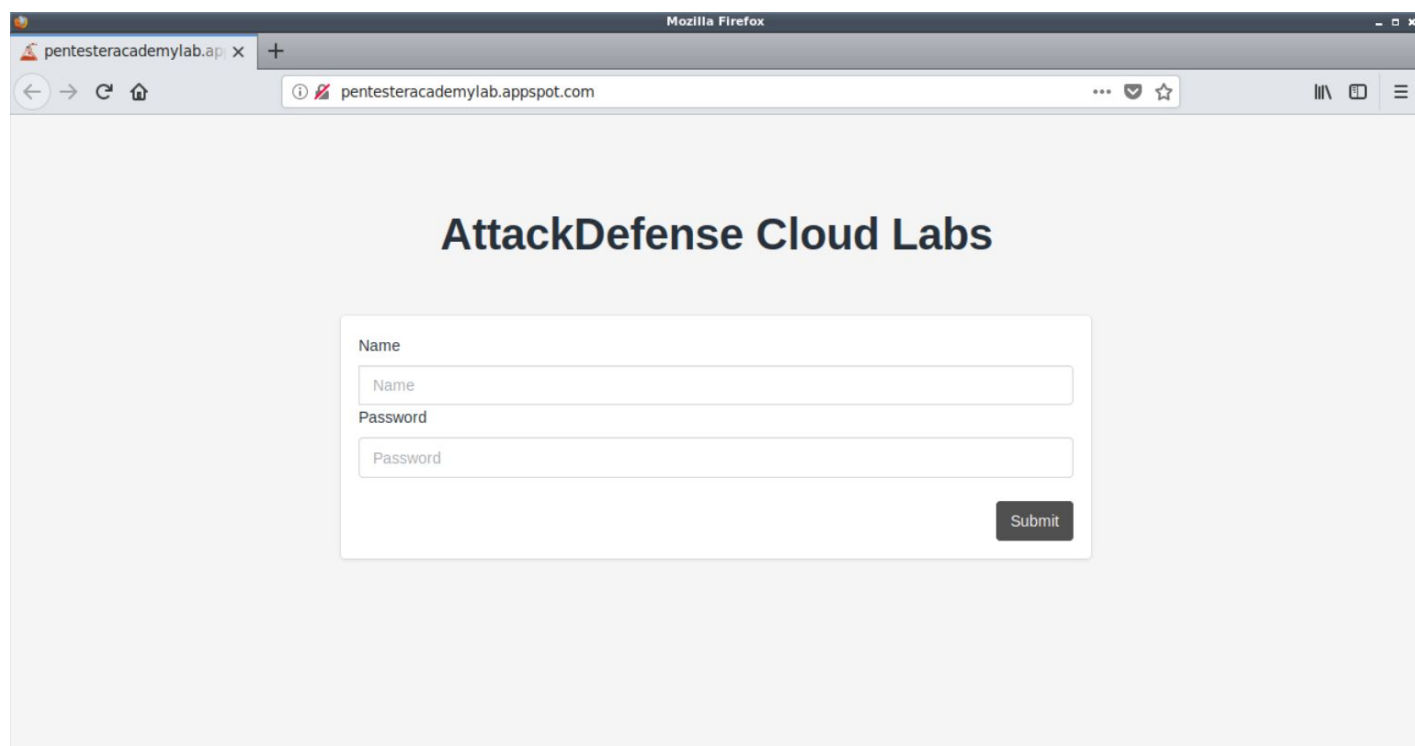 Mozilla Firefox
pentesteracademylab.ap
pentesteracademylab.appspot.com
AttackDefense Cloud Labs
Name
Name
Password
Password
Submit